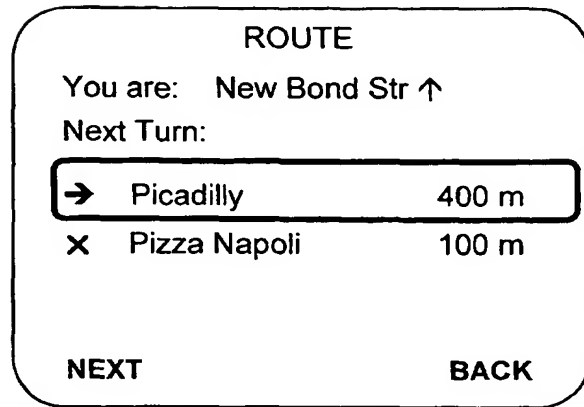 ROUTE
You are: New Bond Str ↑
Next Turn:
→ Picadilly 400 m
× Pizza Napoli 100 m
NEXT BACK